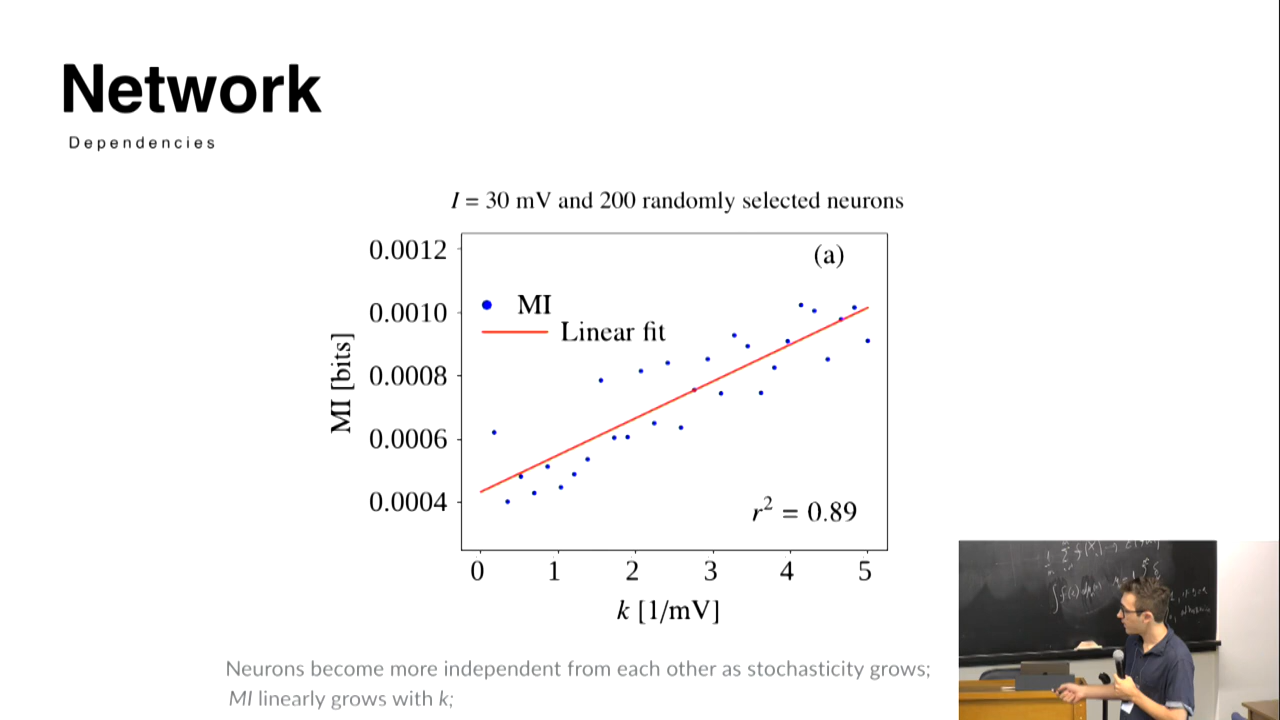 Network
Dependencies
I = 30 mV and 200 randomly selected neurons
0.0012
(a)
0.0010
MI
Linear fit
0.0008
0.0006
0.0004
MI [bits]
r² = 0.89
0 1 2 3 4 5
k [1/mV]
Neurons become more independent from each other as stochasticity grows;
MI linearly grows with k;